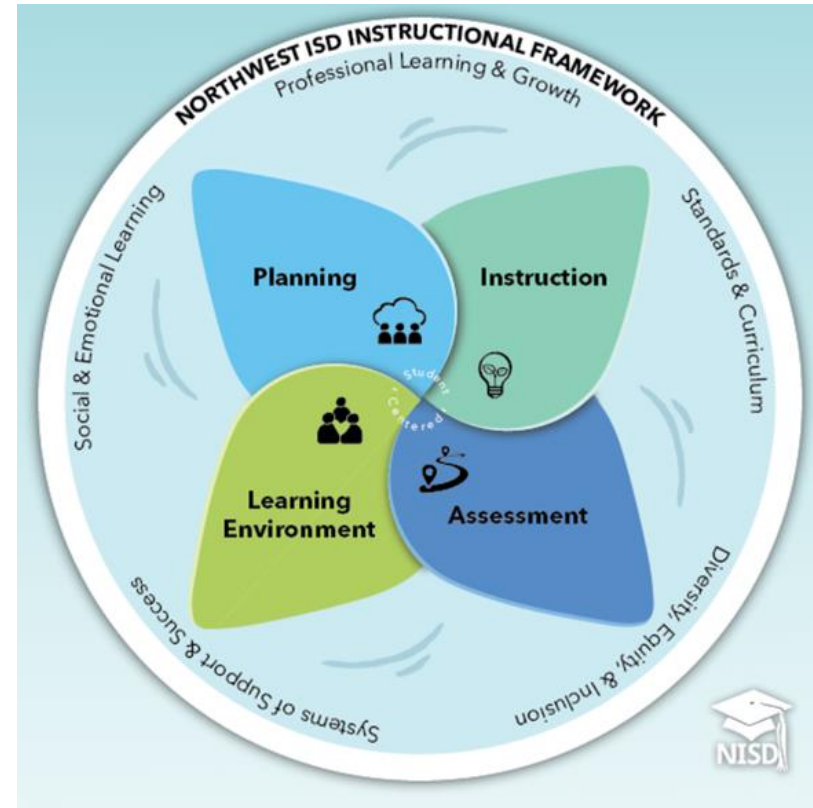 NORTHWEST ISD INSTRUCTIONAL FRAMEWORK
Professional Learning & Growth
Social & Emotional Learning
Standards & Curriculum
Planning
Instruction
Student
Centered
Learning
Environment
Assessment
Systems of Support & Success
Diversity, Equity, & Inclusion
NISD